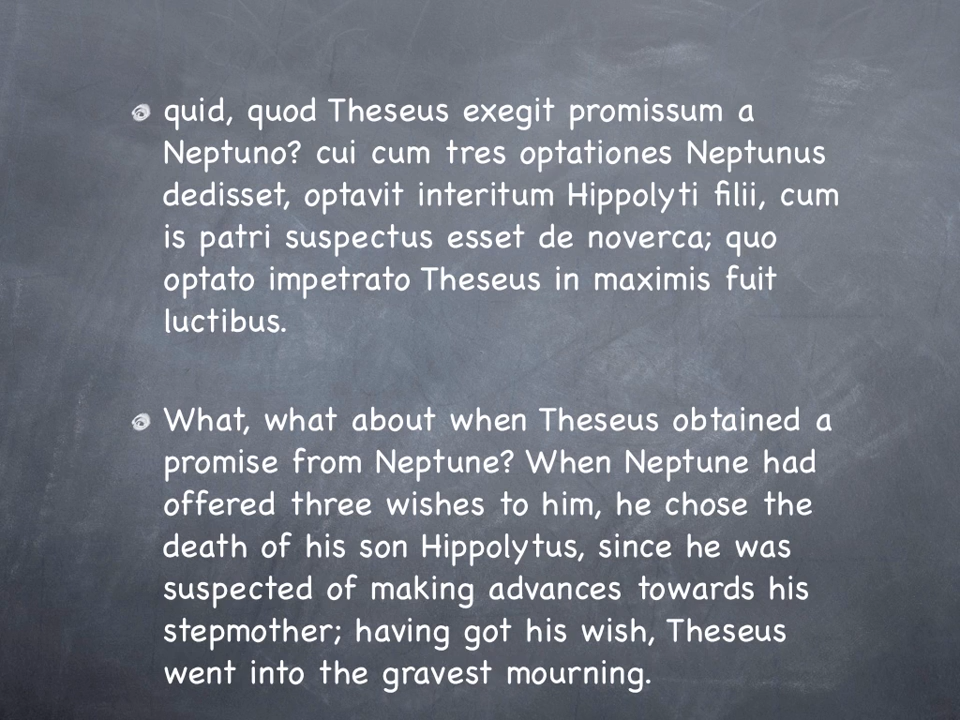 quid, quod Theseus exegit promissum a
Neptuno? cui cum tres optationes Neptunus
dedisset, optavit interitum Hippolyti filii, cum
is patri suspectus esset de noverca; quo
optato impetrato Theseus in maximis fuit
luctibus.
What, what about when Theseus obtained a
promise from Neptune? When Neptune had
offered three wishes to him, he chose the
death of his son Hippolytus, since he was
suspected of making advances towards his
stepmother; having got his wish, Theseus
went into the gravest mourning.